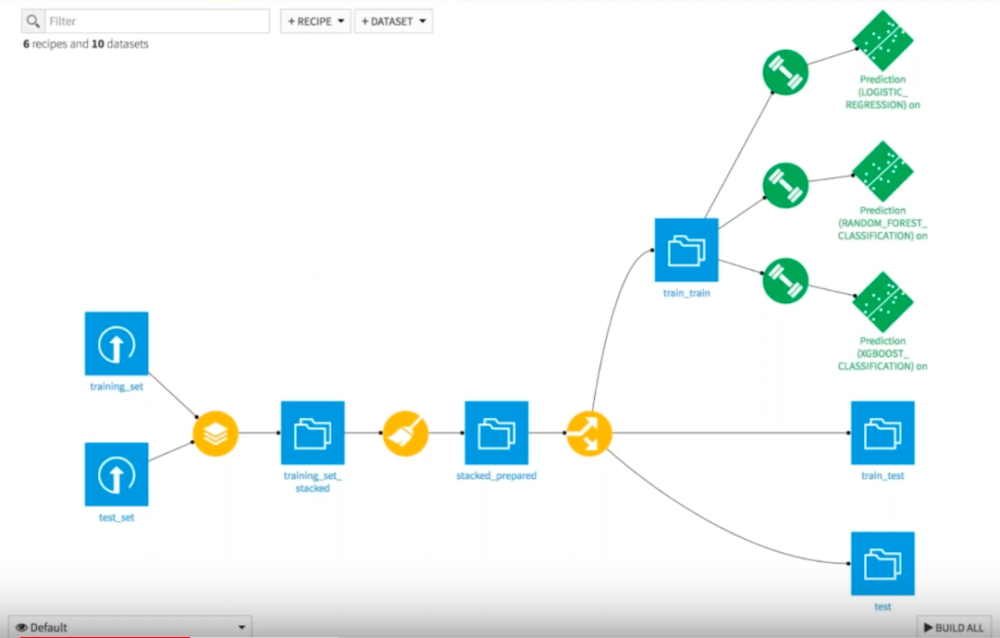 Filter
+ RECIPE
+ DATASET
6 recipes and 10 datasets
Prediction
(LOGISTIC_
REGRESSION) on
Prediction
(RANDOM_FOREST_
CLASSIFICATION) on
train_train
Prediction
(XGBOOST_
CLASSIFICATION) on
training_set
training_set_
stacked
stacked_prepared
train_test
test_set
test
Default
BUILD ALL